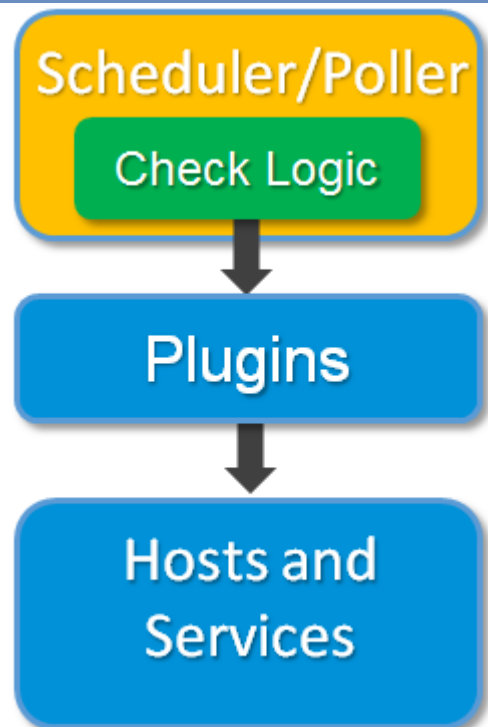 Scheduler/Poller
Check Logic
Plugins
Hosts and
Services